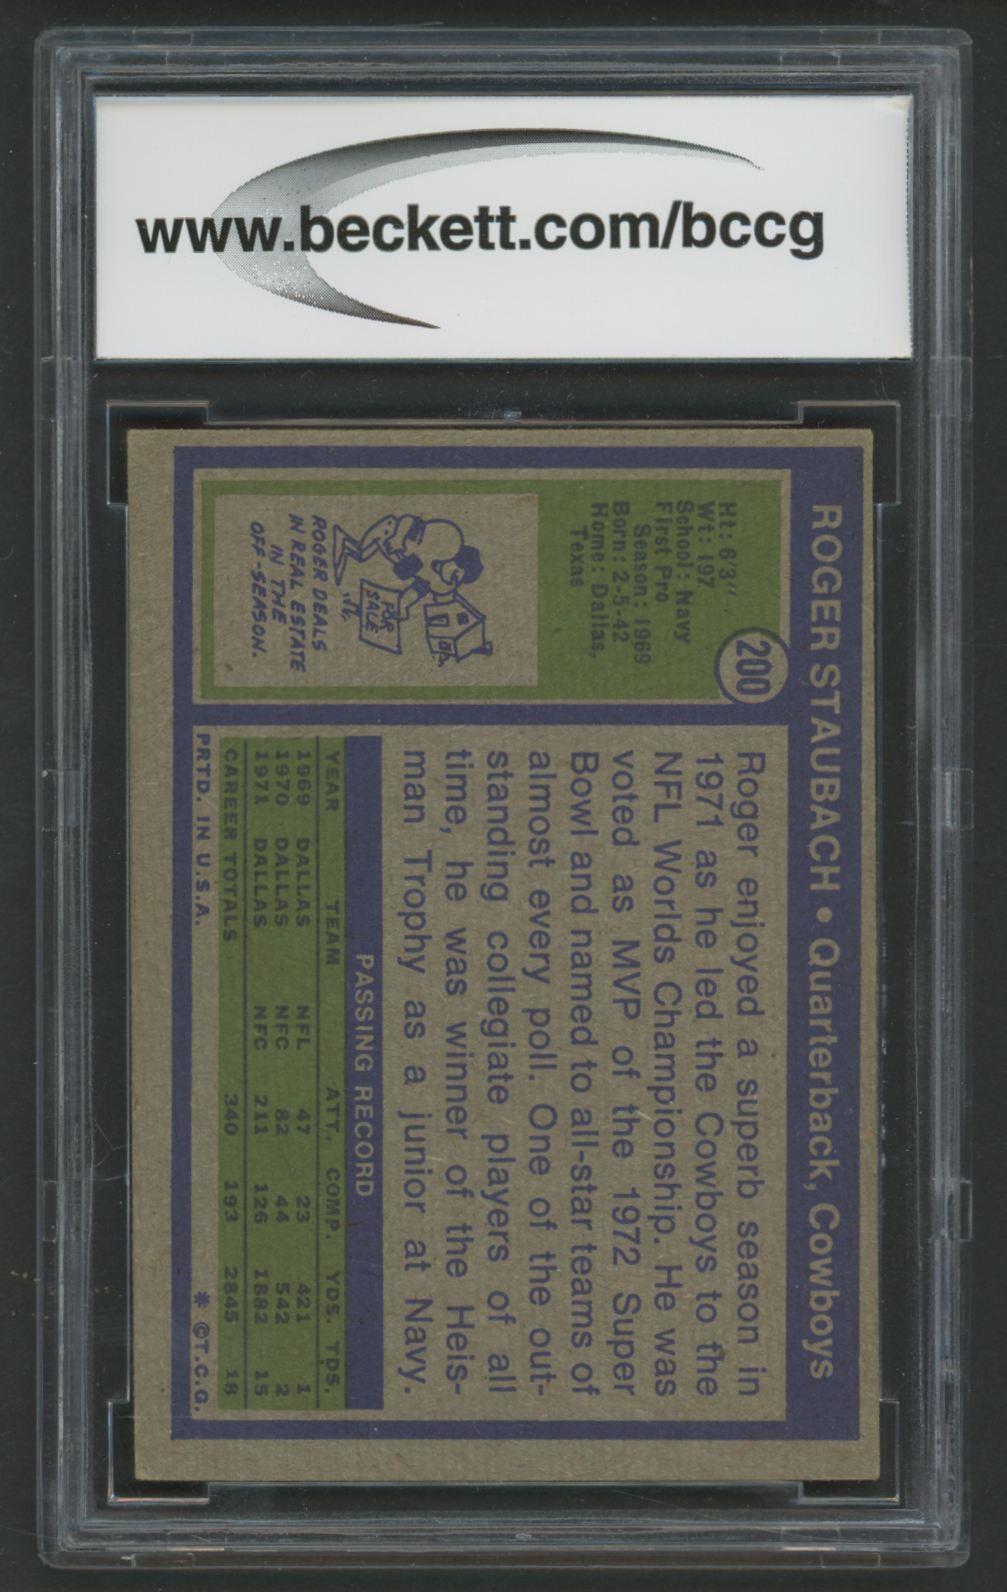 www.beckett.com/bccg
ROGER STAUBACH • Quarterback, Cowboys
200
Ht: 6'3"
Wt: 197
School: Navy
First Pro
Season: 1969
Born: 2-5-42
Home: Dallas,
Texas
FOR
SALE
ROGER DEALS
IN REAL ESTATE
IN THE
OFF-SEASON.
Roger enjoyed a superb season in
1971 as he led the Cowboys to the
NFL Worlds Championship. He was
voted as MVP of the 1972 Super
Bowl and named to all-star teams of
almost every poll. One of the out-
standing collegiate players of all
time, he was winner of the Heis-
man Trophy as a junior at Navy.
PASSING RECORD
YEAR TEAM ATT. COMP. YDS. TDS.
1969 DALLAS NFL 47 23 421 1
1970 DALLAS NFC 82 44 542 2
1971 DALLAS NFC 211 126 1882 15
CAREER TOTALS 340 193 2845 18
PRTD. IN U.S.A. * ©T.C.G.